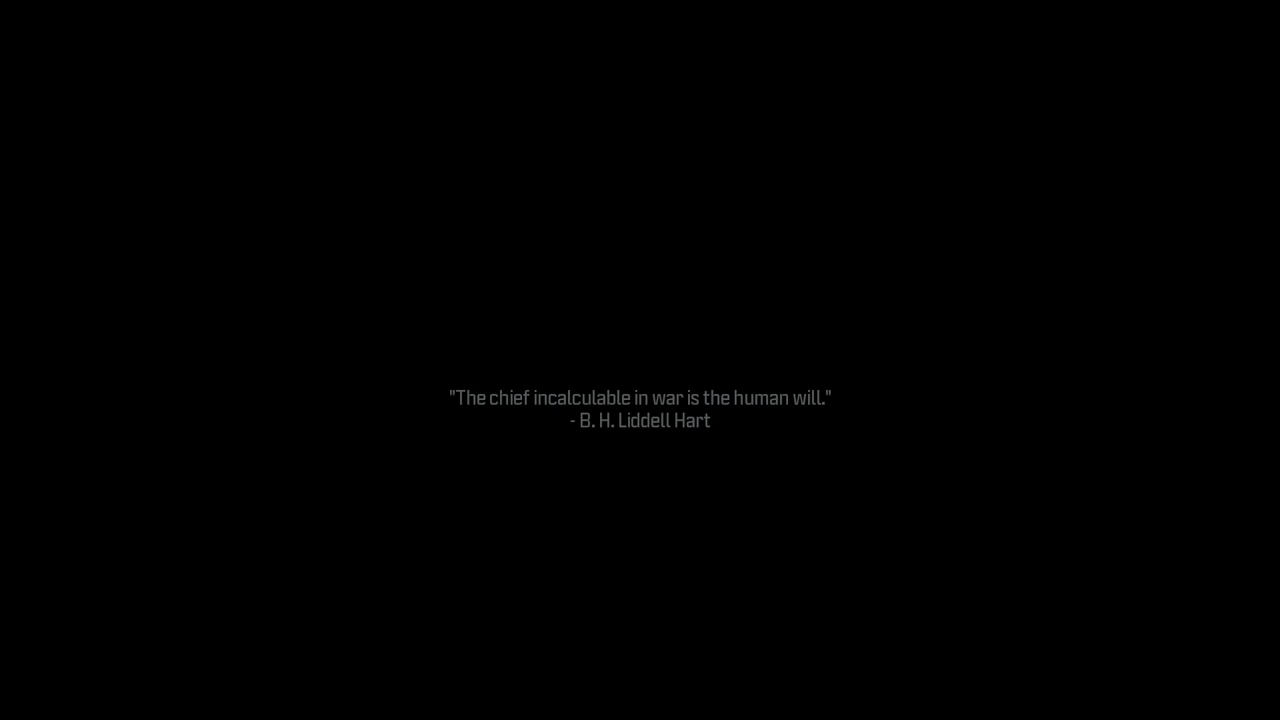 "The chief incalculable in war is the human will."
- B. H. Liddell Hart